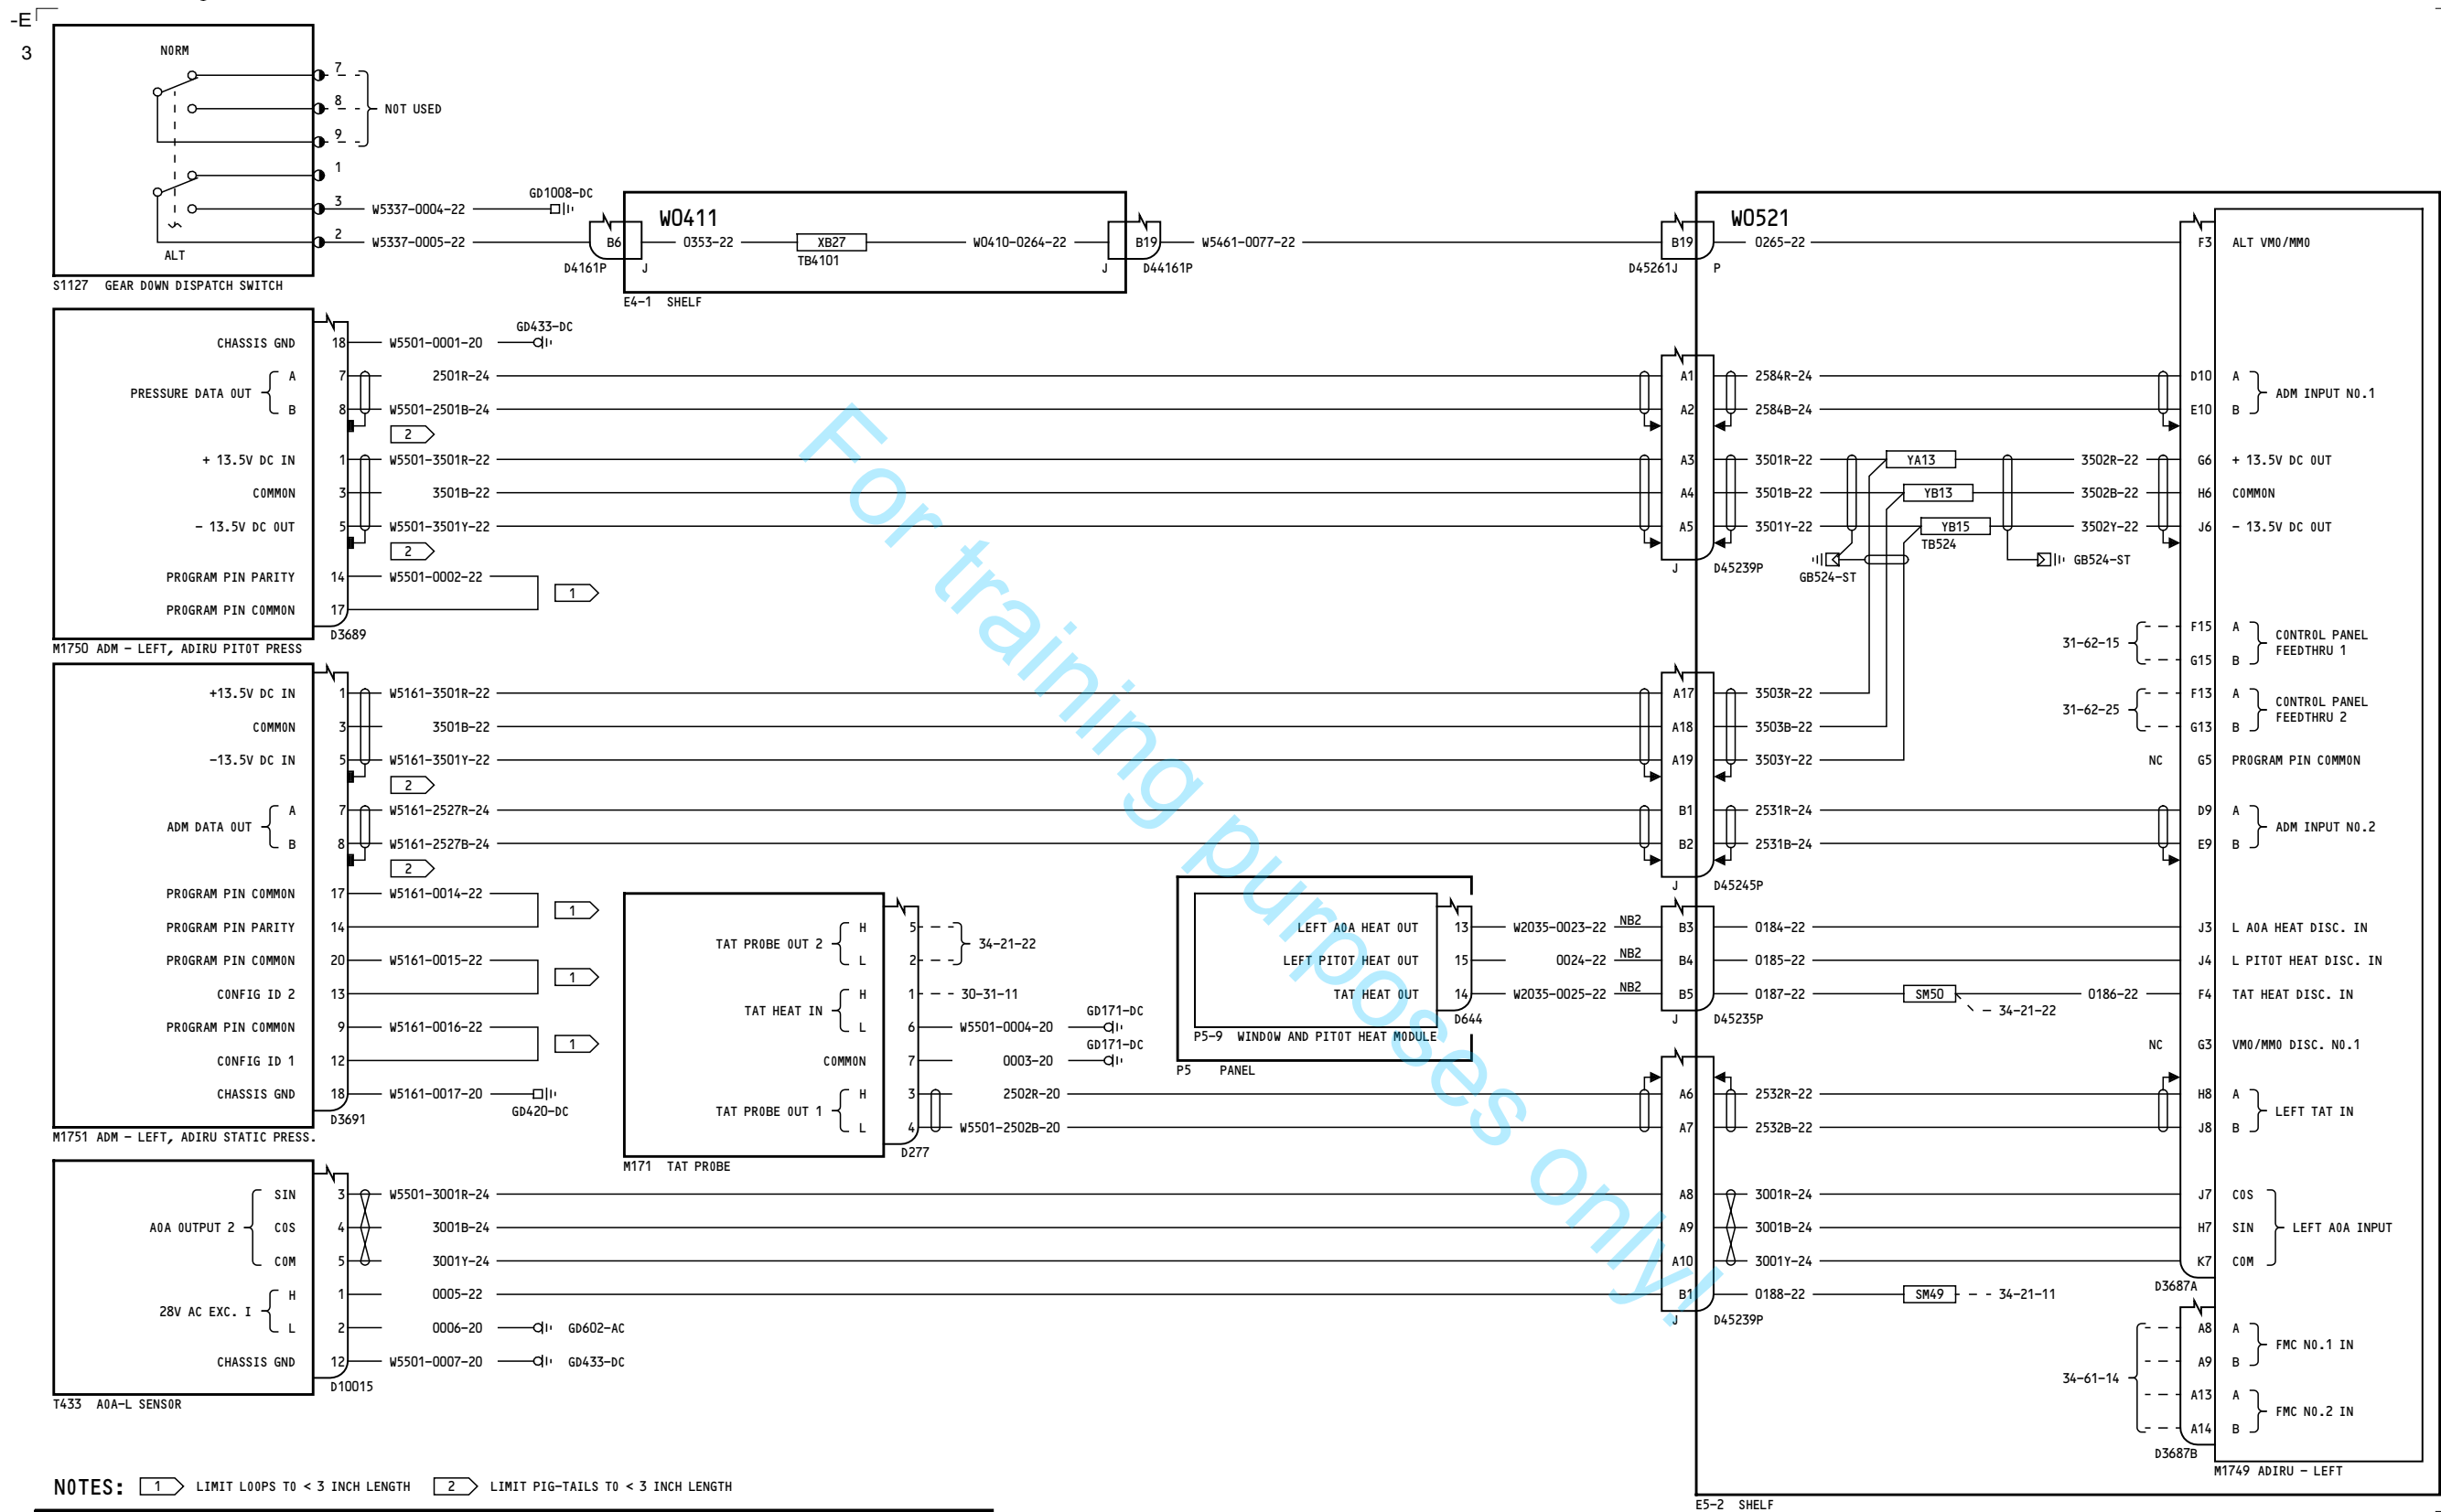 -E
3
NORM
7
8
NOT USED
9
1
3
W5337-0004-22
GD1008-DC
2
W5337-0005-22
ALT
S1127 GEAR DOWN DISPATCH SWITCH
W0411
B6
0353-22
XB27
TB4101
W0410-0264-22
B19
W5461-0077-22
D4161P
J
J
D44161P
E4-1 SHELF
W0521
B19
0265-22
D45261J
P
F3
ALT VMO/MMO
CHASSIS GND
18
W5501-0001-20
GD433-DC
PRESSURE DATA OUT
A
7
2501R-24
B
8
W5501-2501B-24
2
+ 13.5V DC IN
1
W5501-3501R-22
COMMON
3
3501B-22
- 13.5V DC OUT
5
W5501-3501Y-22
2
PROGRAM PIN PARITY
14
W5501-0002-22
1
PROGRAM PIN COMMON
17
D3689
M1750 ADM - LEFT, ADIRU PITOT PRESS
A1
2584R-24
D10
A
A2
2584B-24
E10
B
ADM INPUT NO.1
A3
3501R-22
YA13
3502R-22
G6
+ 13.5V DC OUT
A4
3501B-22
YB13
3502B-22
H6
COMMON
A5
3501Y-22
YB15
TB524
3502Y-22
J6
- 13.5V DC OUT
J
D45239P
GB524-ST
GB524-ST
31-62-15
F15
A
G15
B
CONTROL PANEL
FEEDTHRU 1
31-62-25
F13
A
G13
B
CONTROL PANEL
FEEDTHRU 2
NC
G5
PROGRAM PIN COMMON
+13.5V DC IN
1
W5161-3501R-22
COMMON
3
3501B-22
-13.5V DC IN
5
W5161-3501Y-22
2
ADM DATA OUT
A
7
W5161-2527R-24
B
8
W5161-2527B-24
2
PROGRAM PIN COMMON
17
W5161-0014-22
1
PROGRAM PIN PARITY
14
PROGRAM PIN COMMON
20
W5161-0015-22
1
CONFIG ID 2
13
PROGRAM PIN COMMON
9
W5161-0016-22
1
CONFIG ID 1
12
CHASSIS GND
18
W5161-0017-20
GD420-DC
D3691
M1751 ADM - LEFT, ADIRU STATIC PRESS.
A17
3503R-22
A18
3503B-22
A19
3503Y-22
B1
2531R-24
D9
A
B2
2531B-24
E9
B
ADM INPUT NO.2
J
D45245P
TAT PROBE OUT 2
H
5
L
2
34-21-22
TAT HEAT IN
H
1
30-31-11
L
6
W5501-0004-20
GD171-DC
COMMON
7
0003-20
GD171-DC
TAT PROBE OUT 1
H
3
2502R-20
L
4
W5501-2502B-20
D277
M171 TAT PROBE
LEFT AOA HEAT OUT
13
W2035-0023-22
NB2
LEFT PITOT HEAT OUT
15
0024-22
NB2
TAT HEAT OUT
14
W2035-0025-22
NB2
D644
P5-9 WINDOW AND PITOT HEAT MODULE
P5 PANEL
B3
0184-22
J3
L AOA HEAT DISC. IN
B4
0185-22
J4
L PITOT HEAT DISC. IN
B5
0187-22
SM50
34-21-22
0186-22
F4
TAT HEAT DISC. IN
J
D45235P
NC
G3
VMO/MMO DISC. NO.1
A6
2532R-22
H8
A
A7
2532B-22
J8
B
LEFT TAT IN
AOA OUTPUT 2
SIN
3
W5501-3001R-24
COS
4
3001B-24
COM
5
3001Y-24
28V AC EXC. I
H
1
0005-22
L
2
0006-20
GD602-AC
CHASSIS GND
12
W5501-0007-20
GD433-DC
D10015
T433 AOA-L SENSOR
A8
3001R-24
J7
COS
A9
3001B-24
H7
SIN
LEFT AOA INPUT
A10
3001Y-24
K7
COM
B1
0188-22
SM49
34-21-11
J
D45239P
D3687A
34-61-14
A8
A
A9
B
FMC NO.1 IN
A13
A
A14
B
FMC NO.2 IN
D3687B
M1749 ADIRU - LEFT
E5-2 SHELF
NOTES:
1
LIMIT LOOPS TO < 3 INCH LENGTH
2
LIMIT PIG-TAILS TO < 3 INCH LENGTH
For training purposes only!